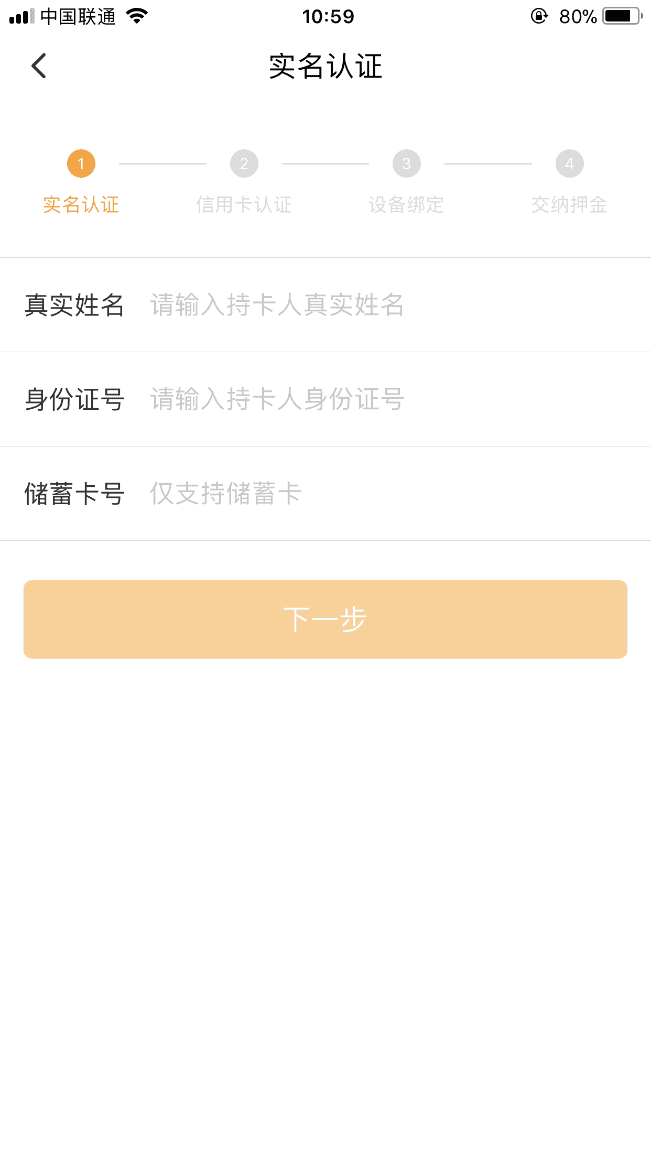 中国联通 10:59 80%
实名认证
1 2 3 4
实名认证 信用卡认证 设备绑定 交纳押金
真实姓名 请输入持卡人真实姓名
身份证号 请输入持卡人身份证号
储蓄卡号 仅支持储蓄卡
下一步